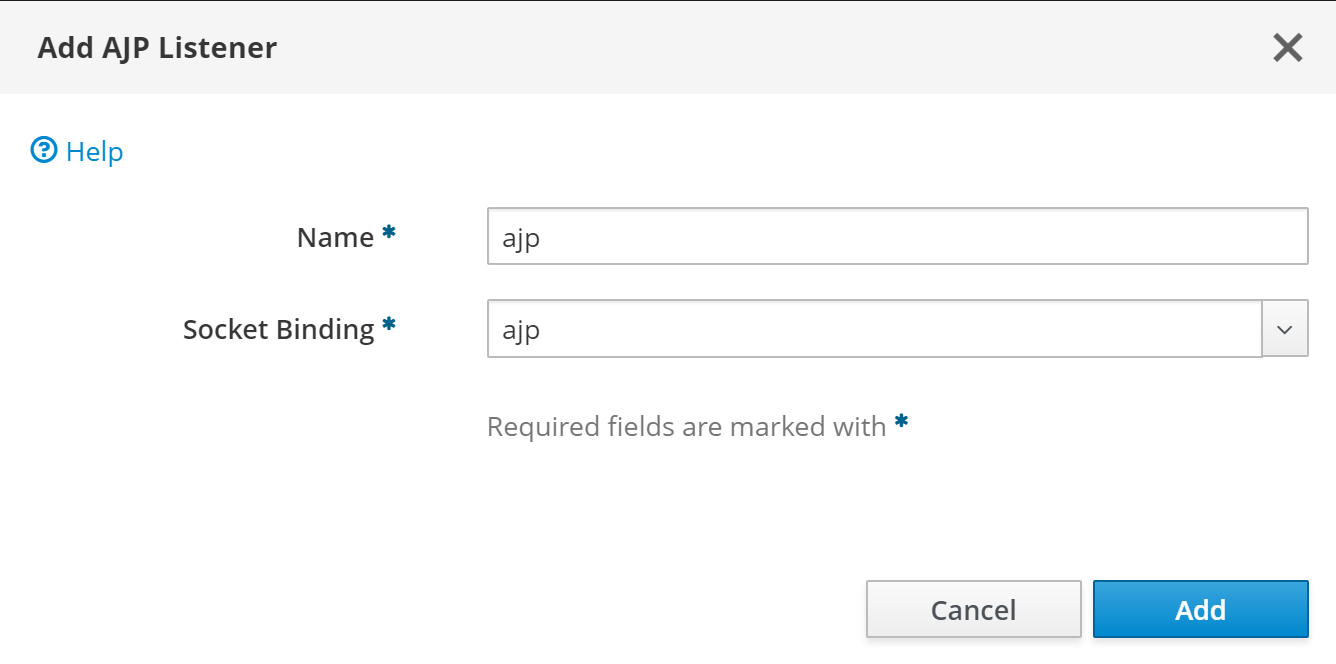 Add AJP Listener
Help
Name *
ajp
Socket Binding *
ajp
Required fields are marked with *
Cancel
Add